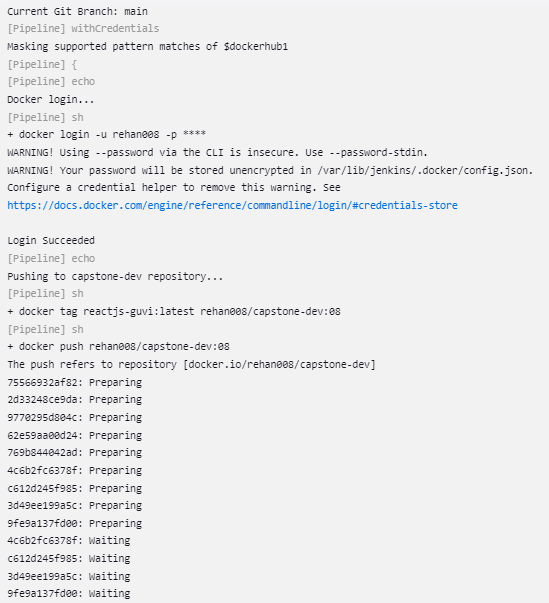 Current Git Branch: main
[Pipeline] withCredentials
Masking supported pattern matches of $dockerhub1
[Pipeline] {
[Pipeline] echo
Docker login...
[Pipeline] sh
+ docker login -u rehan008 -p ****
WARNING! Using --password via the CLI is insecure. Use --password-stdin.
WARNING! Your password will be stored unencrypted in /var/lib/jenkins/.docker/config.json.
Configure a credential helper to remove this warning. See
https://docs.docker.com/engine/reference/commandline/login/#credentials-store
Login Succeeded
[Pipeline] echo
Pushing to capstone-dev repository...
[Pipeline] sh
+ docker tag reactjs-guvi:latest rehan008/capstone-dev:08
[Pipeline] sh
+ docker push rehan008/capstone-dev:08
The push refers to repository [docker.io/rehan008/capstone-dev]
75566932af82: Preparing
2d33248ce9da: Preparing
9770295d804c: Preparing
62e59aa00d24: Preparing
769b844042ad: Preparing
4c6b2fc6378f: Preparing
c612d245f985: Preparing
3d49ee199a5c: Preparing
9fe9a137fd00: Preparing
4c6b2fc6378f: Waiting
c612d245f985: Waiting
3d49ee199a5c: Waiting
9fe9a137fd00: Waiting